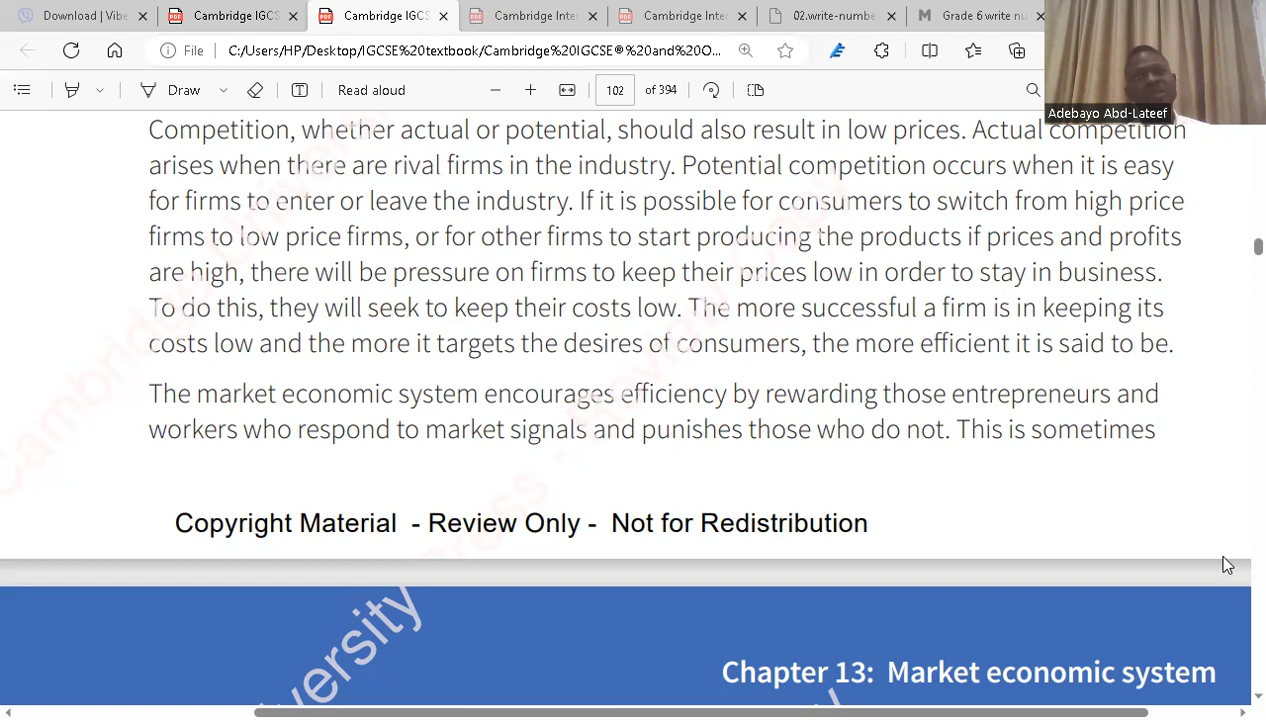 Download | Vibe
Cambridge IGCS
Cambridge IGCS
Cambridge Inte
Cambridge Inte
02.write-numbe
Grade 6 write nu
File
C:/Users/HP/Desktop/IGCSE%20textbook/Cambridge%20IGCSE®%20and%20O...
Draw
Read aloud
102
of 394
Adebayo Abd-Lateef
Competition, whether actual or potential, should also result in low prices. Actual competition
arises when there are rival firms in the industry. Potential competition occurs when it is easy
for firms to enter or leave the industry. If it is possible for consumers to switch from high price
firms to low price firms, or for other firms to start producing the products if prices and profits
are high, there will be pressure on firms to keep their prices low in order to stay in business.
To do this, they will seek to keep their costs low. The more successful a firm is in keeping its
costs low and the more it targets the desires of consumers, the more efficient it is said to be.
The market economic system encourages efficiency by rewarding those entrepreneurs and
workers who respond to market signals and punishes those who do not. This is sometimes
Copyright Material - Review Only - Not for Redistribution
Chapter 13: Market economic system